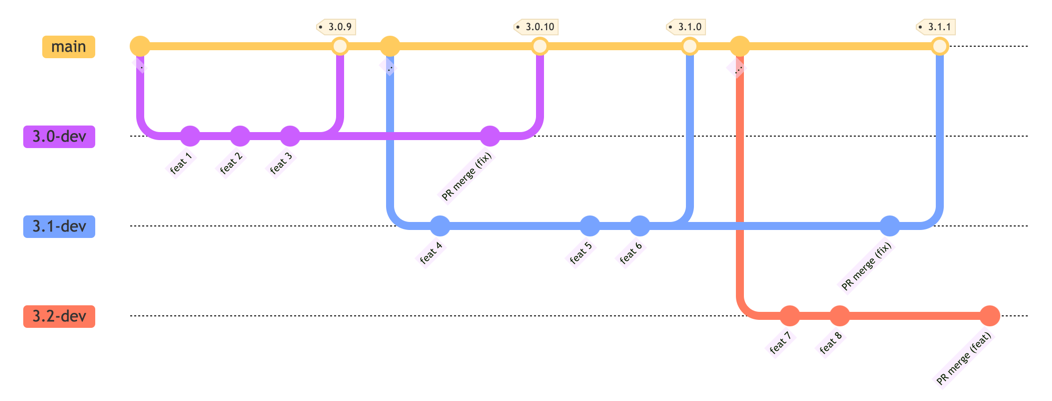 3.0.9
3.0.10
3.1.0
3.1.1
main
.
..
...
3.0-dev
feat 1
feat 2
feat 3
PR merge (fix)
3.1-dev
feat 4
feat 5
feat 6
PR merge (fix)
3.2-dev
feat 7
feat 8
PR merge (feat)